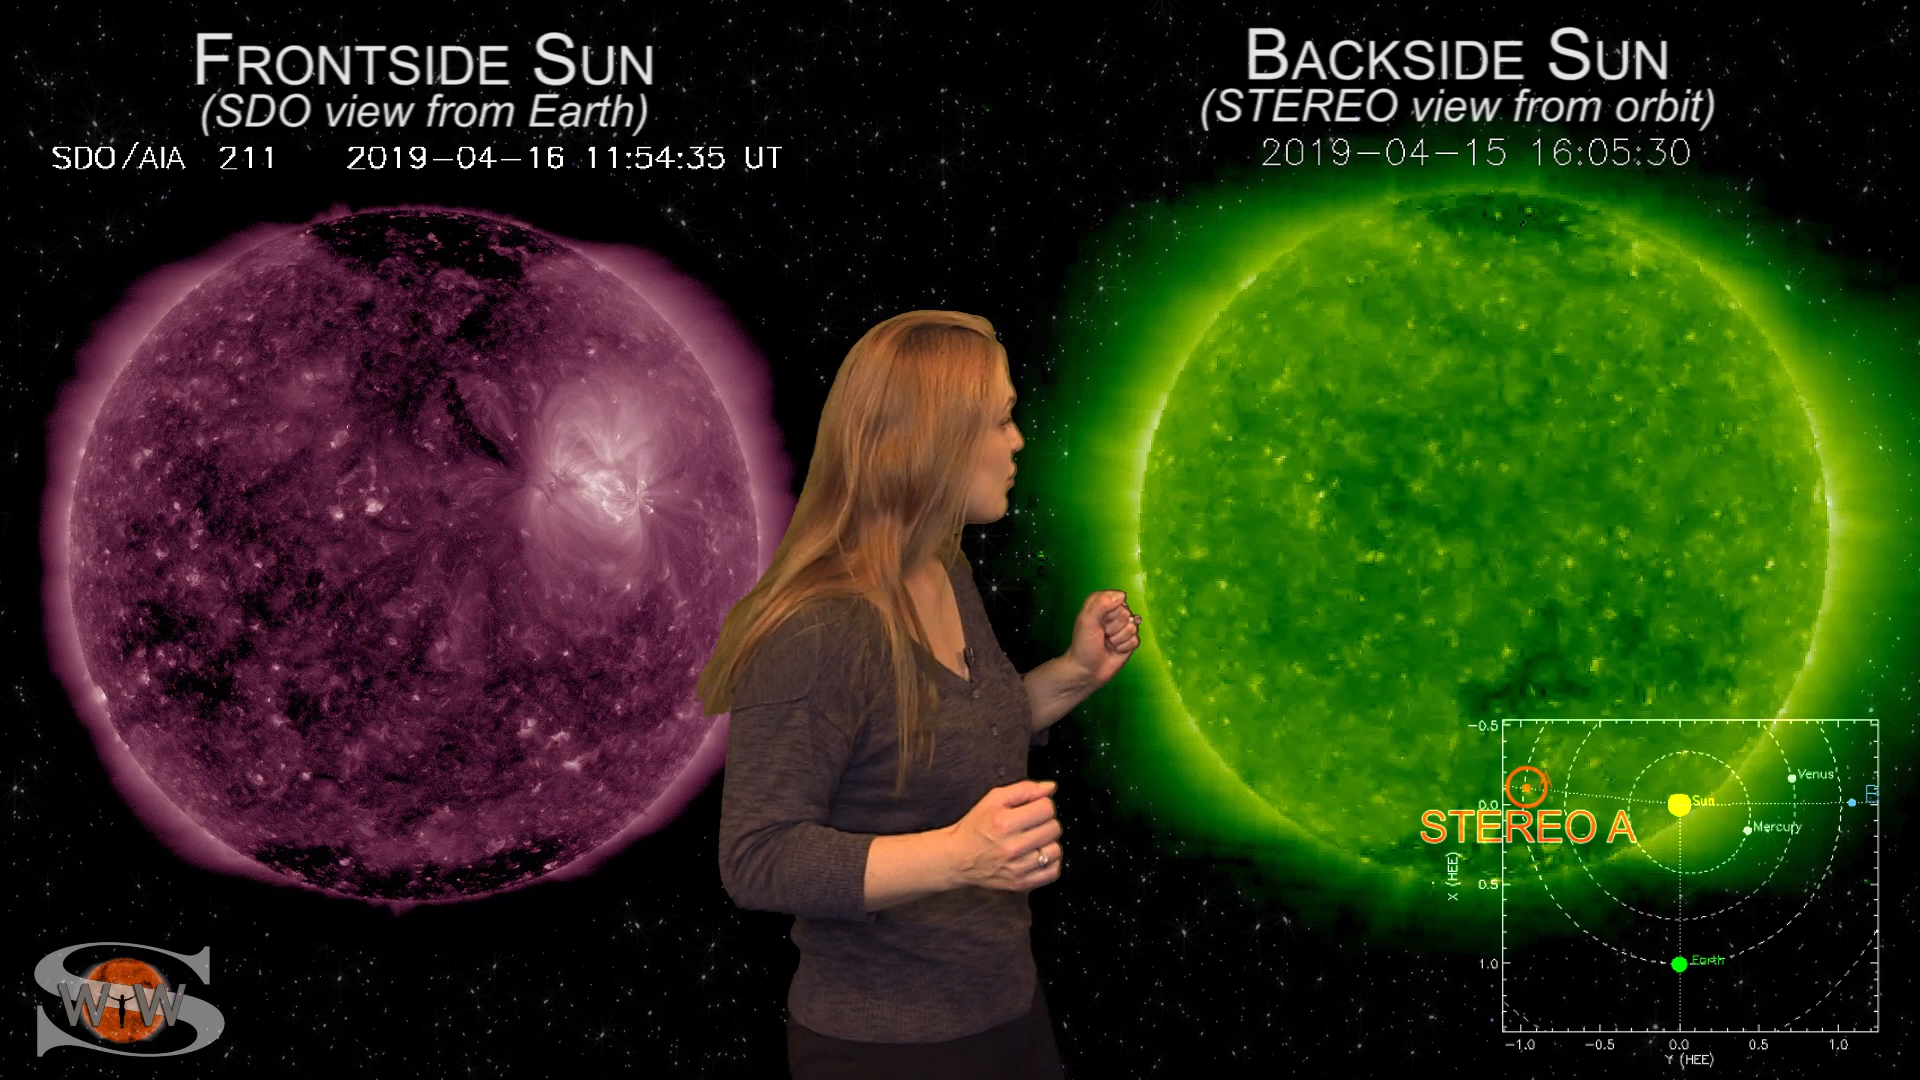 FRONTSIDE SUN
(SDO view from Earth)
SDO/AIA 211 2019-04-16 11:54:35 UT
BACKSIDE SUN
(STEREO view from orbit)
2019-04-15 16:05:30
-0.5
Venus
0.0
Sun
STEREO A
Mercury
X (HEE)
0.5
1.0
Earth
-1.0 -0.5 0.0 0.5 1.0
Y (HEE)
S
WW